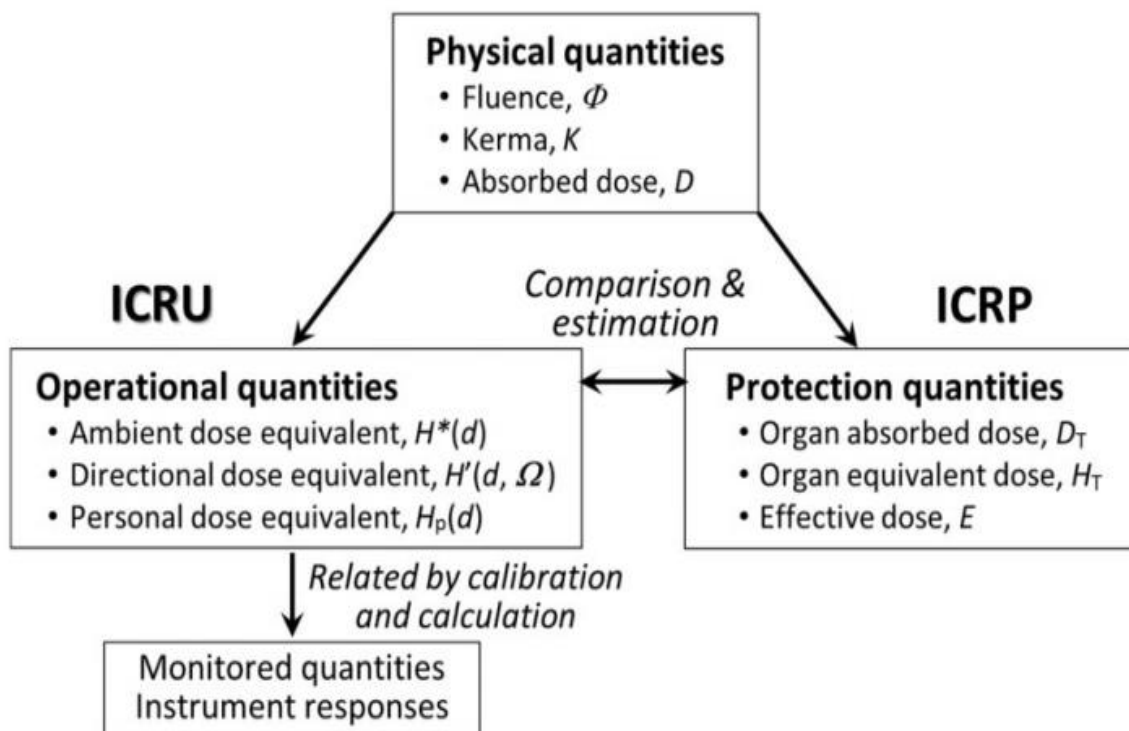 Physical quantities
• Fluence, Φ
• Kerma, K
• Absorbed dose, D
Comparison &
estimation
ICRU
ICRP
Operational quantities
• Ambient dose equivalent, H*(d)
• Directional dose equivalent, H'(d, Ω)
• Personal dose equivalent, Hp(d)
Protection quantities
• Organ absorbed dose, DT
• Organ equivalent dose, HT
• Effective dose, E
Related by calibration
and calculation
Monitored quantities
Instrument responses